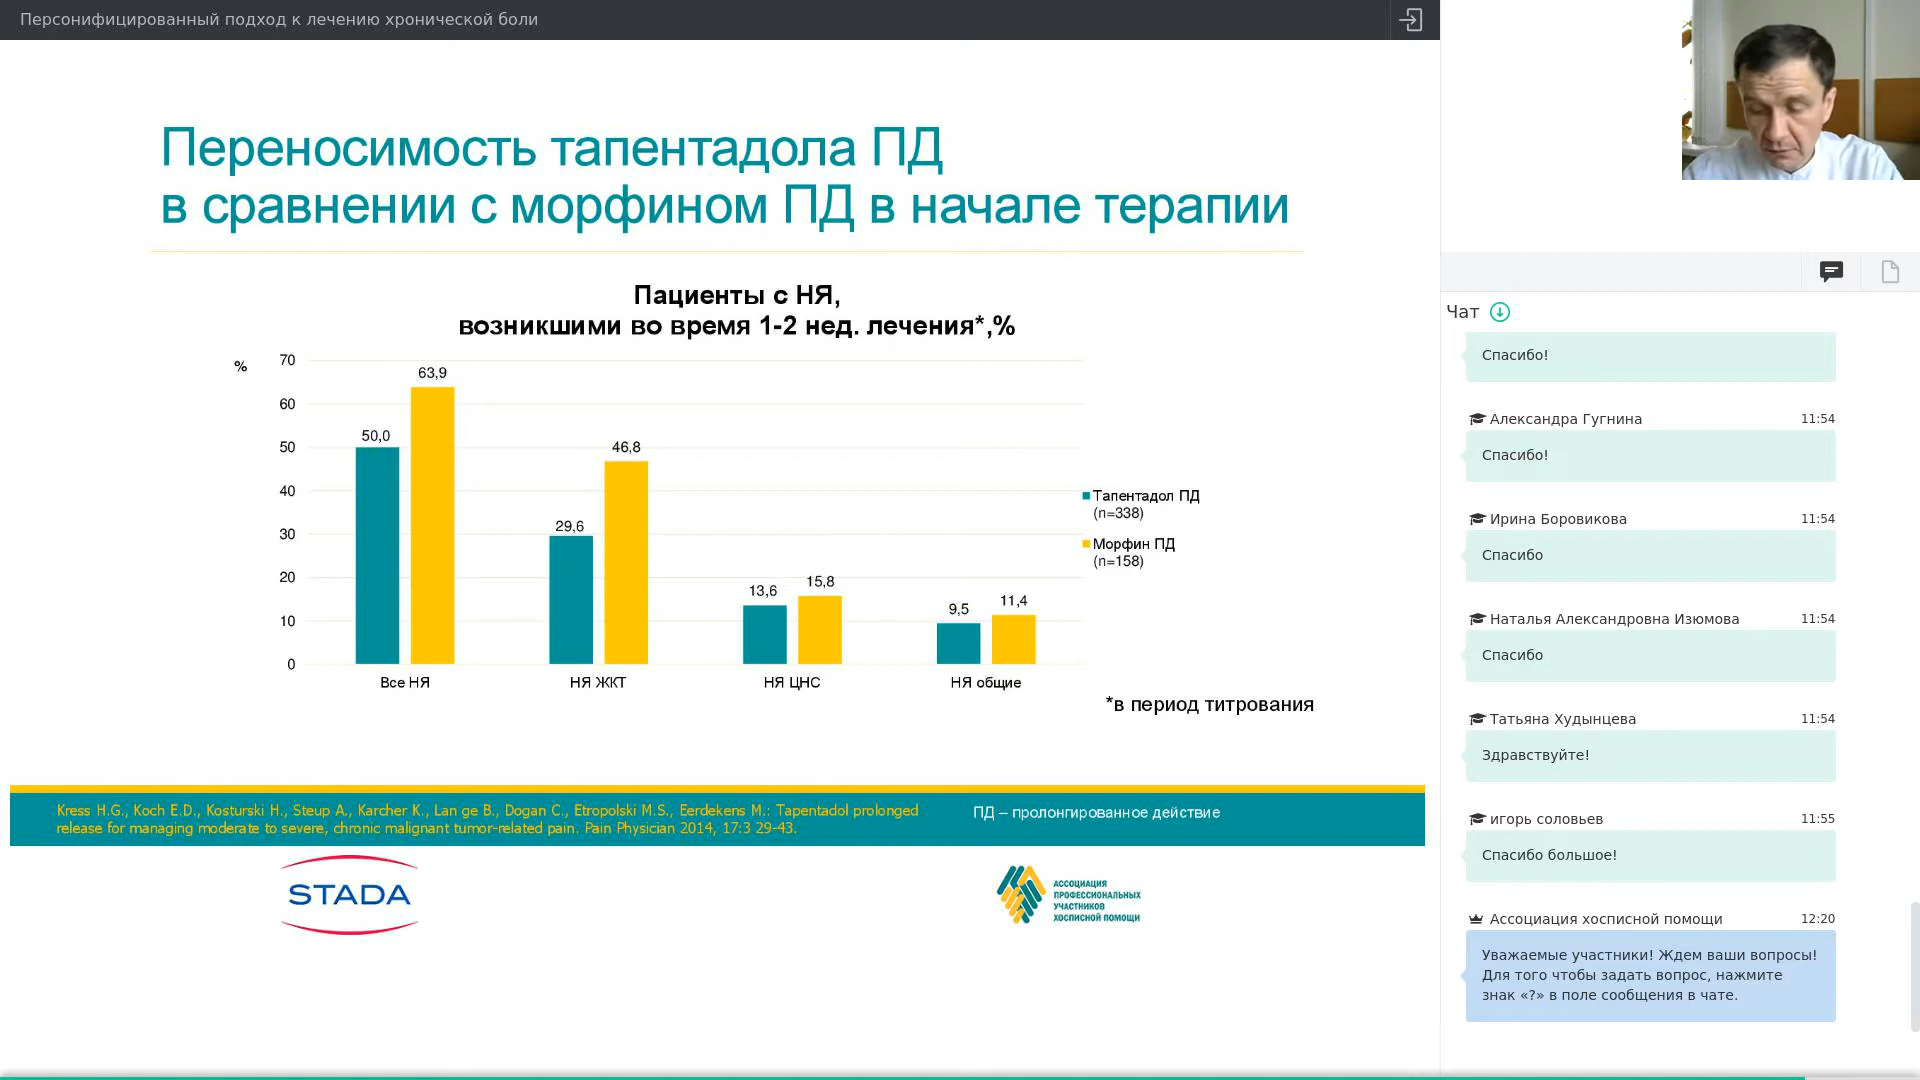 Персонифицированный подход к лечению хронической боли
Переносимость тапентадола ПД
в сравнении с морфином ПД в начале терапии
Пациенты с НЯ,
возникшими во время 1-2 нед. лечения*,%
%
70
60
50
40
30
20
10
0
50,0
63,9
29,6
46,8
13,6
15,8
9,5
11,4
Все НЯ
НЯ ЖКТ
НЯ ЦНС
НЯ общие
Тапентадол ПД
(n=338)
Морфин ПД
(n=158)
*в период титрования
Kress H.G., Koch E.D., Kosturski H., Steup A., Karcher K., Lan ge B., Dogan C., Etropolski M.S., Eerdekens M.: Tapentadol prolonged
release for managing moderate to severe, chronic malignant tumor-related pain. Pain Physician 2014, 17:3 29-43.
ПД – пролонгированное действие
STADA
АССОЦИАЦИЯ
ПРОФЕССИОНАЛЬНЫХ
УЧАСТНИКОВ
ХОСПИСНОЙ ПОМОЩИ
Чат
Спасибо!
Александра Гугнина 11:54
Спасибо!
Ирина Боровикова 11:54
Спасибо
Наталья Александровна Изюмова 11:54
Спасибо
Татьяна Худынцева 11:54
Здравствуйте!
игорь соловьев 11:55
Спасибо большое!
Ассоциация хосписной помощи 12:20
Уважаемые участники! Ждем ваши вопросы!
Для того чтобы задать вопрос, нажмите
знак «?» в поле сообщения в чате.